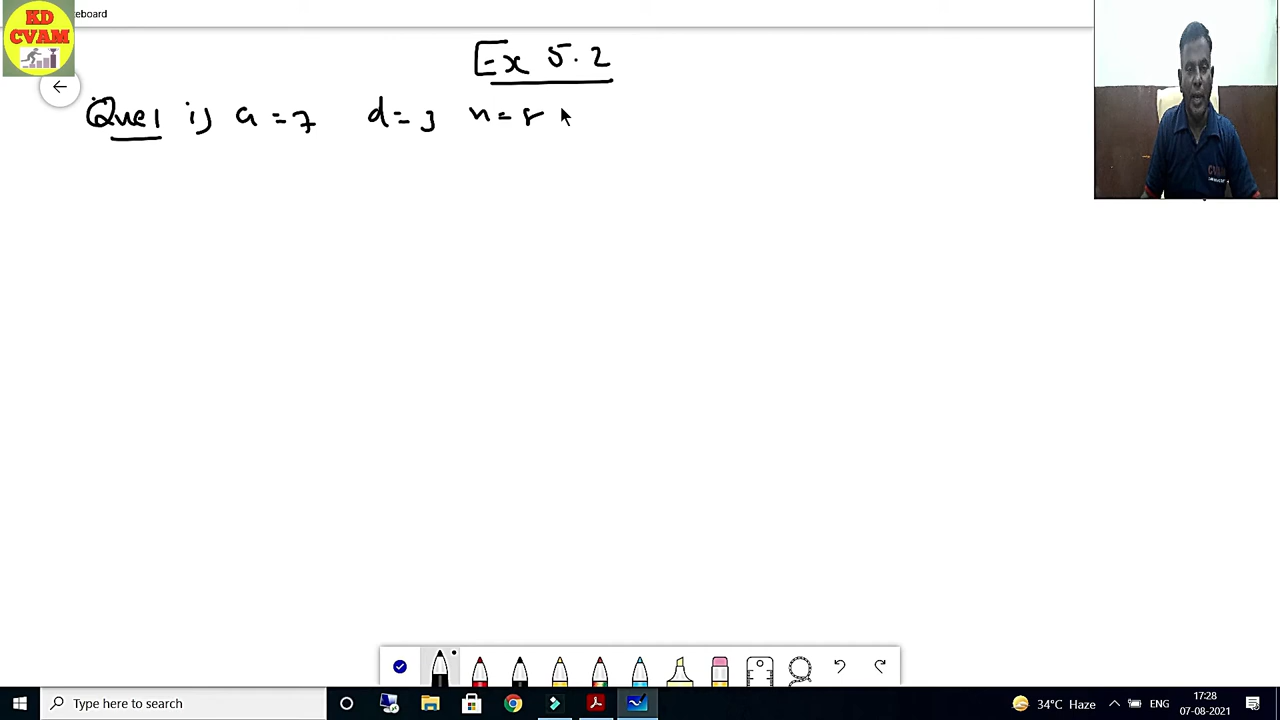 KD
CVAM
eboard
Ex 5.2
Que1 i) a = 7 d = 3 n = 8
CVAM
Type here to search
34°C Haze
ENG
17:28
07-08-2021